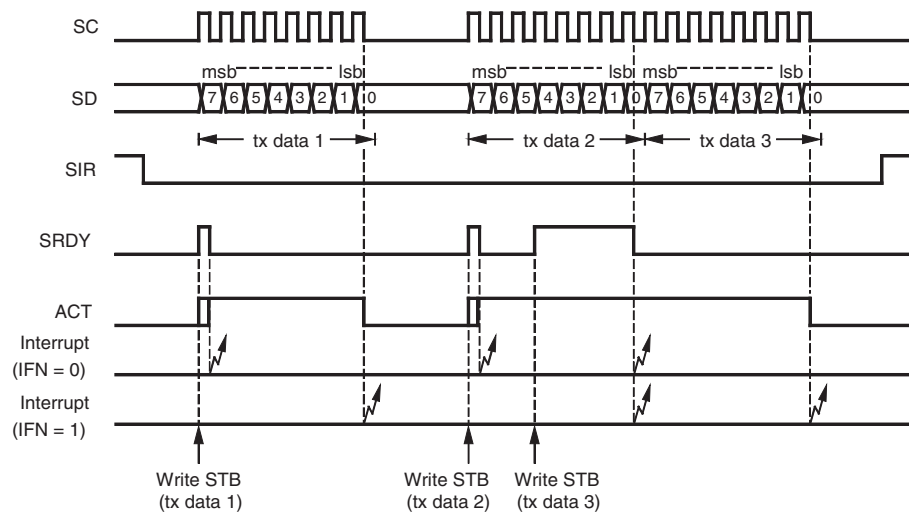 SC
msb lsb msb lsb msb lsb
SD 7 6 5 4 3 2 1 0 7 6 5 4 3 2 1 0 7 6 5 4 3 2 1 0
tx data 1 tx data 2 tx data 3
SIR
SRDY
ACT
Interrupt
(IFN = 0)
Interrupt
(IFN = 1)
Write STB Write STB Write STB
(tx data 1) (tx data 2) (tx data 3)